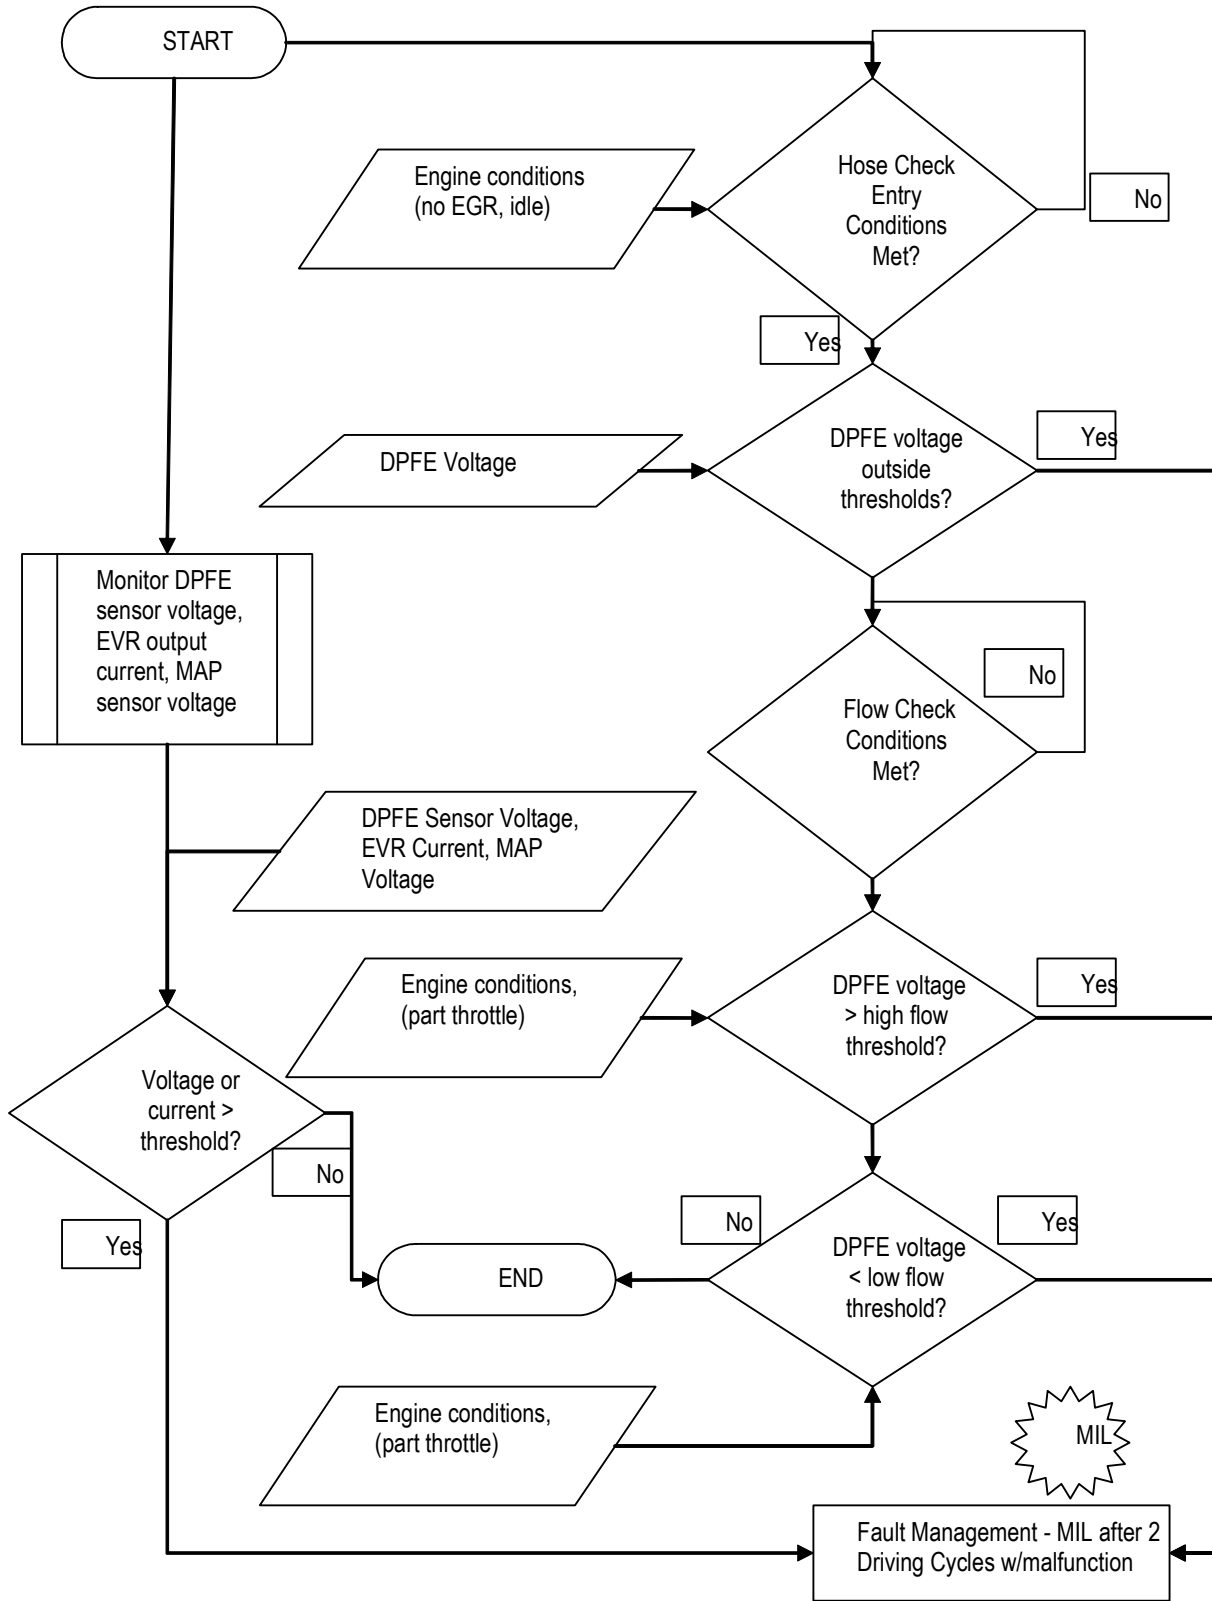 START
Hose Check
Entry
Conditions
Met?
Engine conditions
(no EGR, idle)
No
Yes
DPFE voltage
outside
thresholds?
Yes
DPFE Voltage
Monitor DPFE
sensor voltage,
EVR output
current, MAP
sensor voltage
No
Flow Check
Conditions
Met?
DPFE Sensor Voltage,
EVR Current, MAP
Voltage
Engine conditions,
(part throttle)
DPFE voltage
> high flow
threshold?
Yes
Voltage or
current >
threshold?
No
Yes
END
No
DPFE voltage
< low flow
threshold?
Yes
Engine conditions,
(part throttle)
MIL
Fault Management - MIL after 2
Driving Cycles w/malfunction